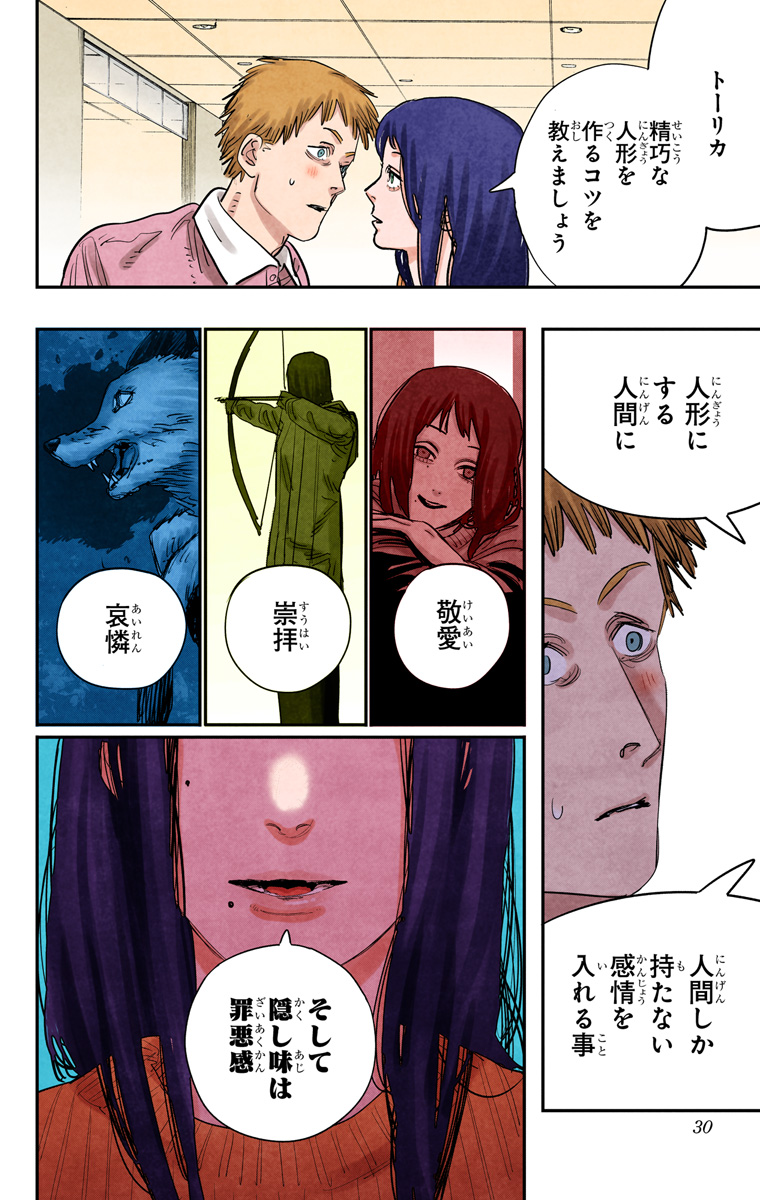 トーリカ
精巧な
人形を
作るコツを
教えましょう
人形に
する
人間に
人間しか
持たない
感情を
入れる事
敬愛
崇拝
哀憐
そして
隠し味は
罪悪感
30